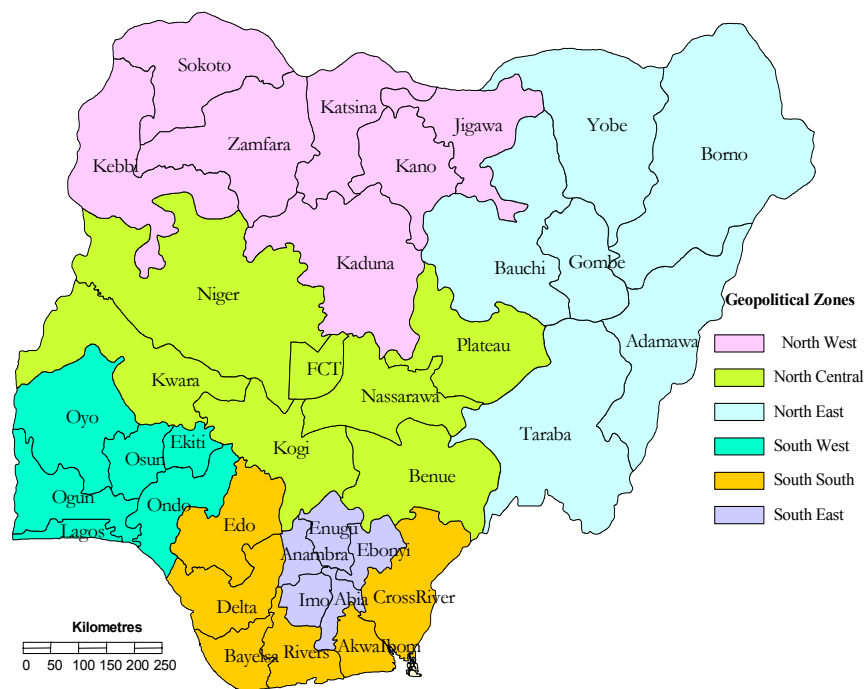 Sokoto
Katsina
Jigawa
Yobe
Borno
Kebbi
Zamfara
Kano
Kaduna
Bauchi
Gombe
Adamawa
Niger
FCT
Plateau
Kwara
Nassarawa
Taraba
Oyo
Ekiti
Osun
Kogi
Benue
Ogun
Ondo
Lagos
Edo
Enugu
Anambra
Ebonyi
Imo
Abia
CrossRiver
Delta
Bayelsa
Rivers
AkwaIbom
Geopolitical Zones
North West
North Central
North East
South West
South South
South East
Kilometres
0 50 100 150 200 250